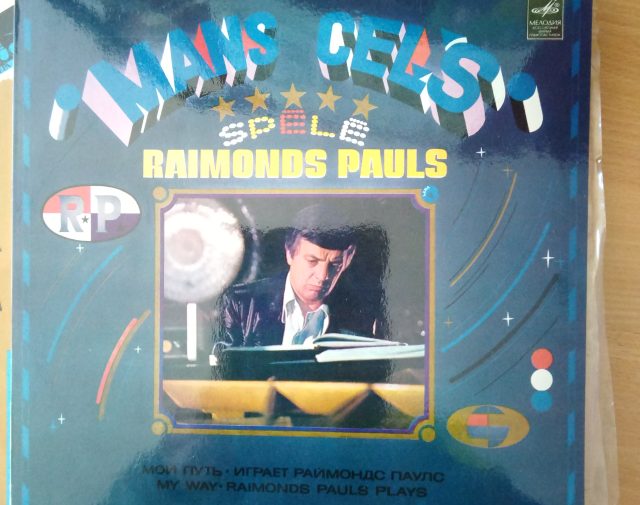 МЕЛОДИЯ
MANS CEĻŠ
SPĒLĒ
RAIMONDS PAULS
R★P
МОЙ ПУТЬ · ИГРАЕТ РАЙМОНДС ПАУЛС
MY WAY · RAIMONDS PAULS PLAYS